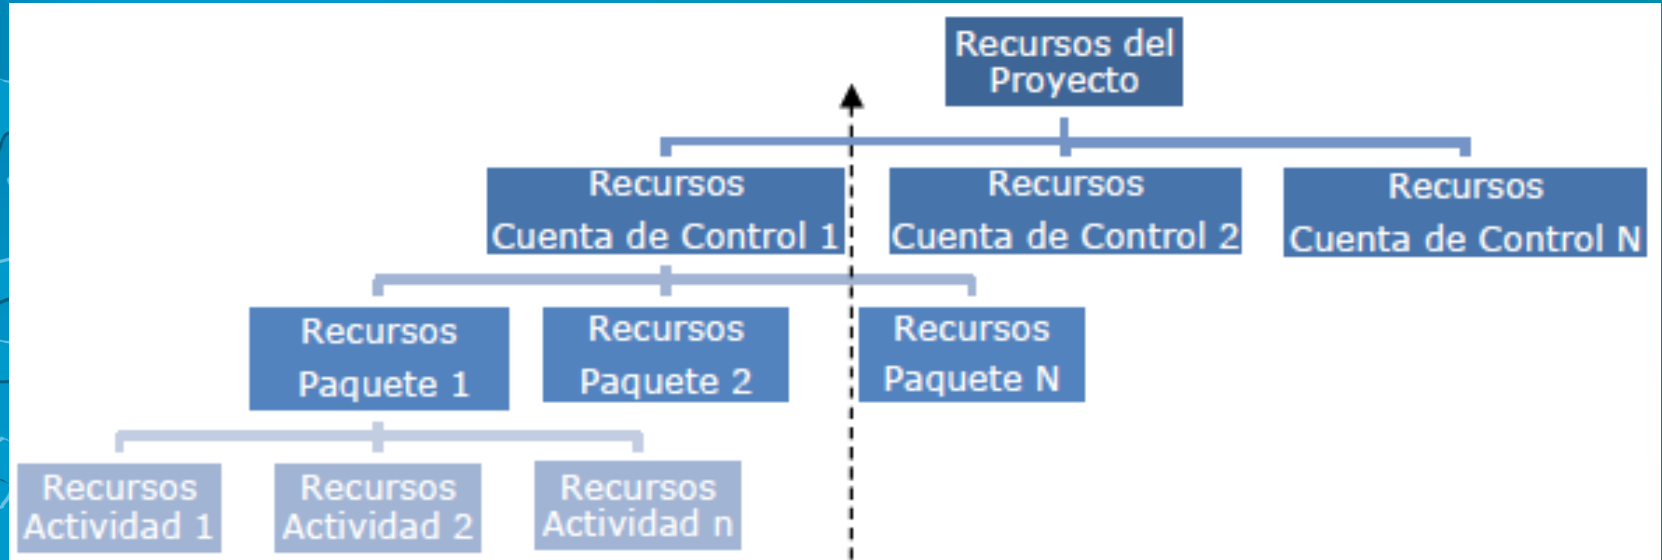 Recursos del
Proyecto
Recursos
Cuenta de Control 1
Recursos
Cuenta de Control 2
Recursos
Cuenta de Control N
Recursos
Paquete 1
Recursos
Paquete 2
Recursos
Paquete N
Recursos
Actividad 1
Recursos
Actividad 2
Recursos
Actividad n